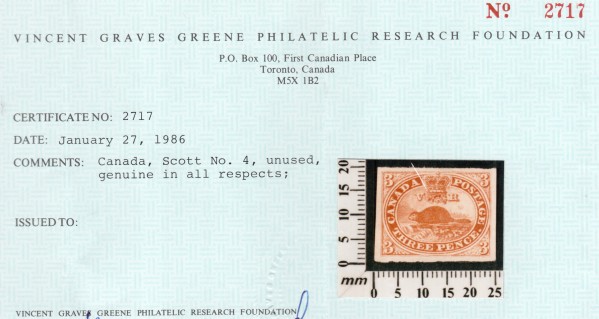 Nº 2717
VINCENT GRAVES GREENE PHILATELIC RESEARCH FOUNDATION
P.O. Box 100, First Canadian Place
Toronto, Canada
M5X 1B2
CERTIFICATE NO: 2717
DATE: January 27, 1986
COMMENTS: Canada, Scott No. 4, unused,
genuine in all respects;
ISSUED TO:
20
15
10
5
0
mm
0 5 10 15 20 25
3 3
CANADA POSTAGE
V R
THREE PENCE
3 3
VINCENT GRAVES GREENE PHILATELIC RESEARCH FOUNDATION